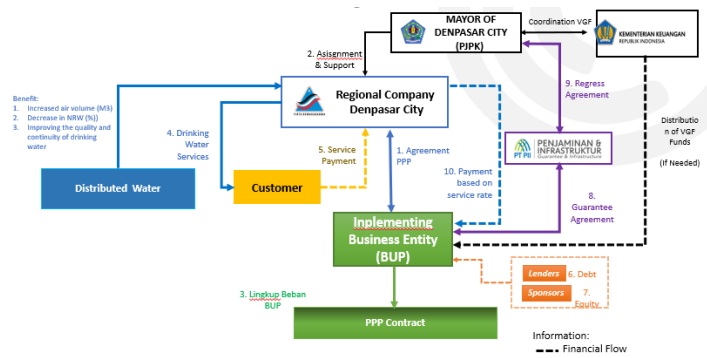 MAYOR OF
DENPASAR CITY
(PJPK)
Coordination VGF
KEMENTERIAN KEUANGAN
REPUBLIK INDONESIA
2. Asisgnment
& Support
Benefit:
1. Increased air volume (M3)
2. Decrease in NRW (%))
3. Improving the quality and
continuity of drinking
water
Regional Company
Denpasar City
9. Regress
Agreement
4. Drinking
Water
Services
5. Service
Payment
1. Agreement
PPP
10. Payment
based on
service rate
PT PII
PENJAMINAN &
INFRASTRUKTUR
Guarantee & Infrastructure
Distributio
n of VGF
Funds
(If Needed)
Distributed Water
Customer
8.
Guarantee
Agreement
Inplementing
Business Entity
(BUP)
Lenders 6. Debt
Sponsors 7.
Equity
3. Lingkup Beban
BUP
PPP Contract
Information:
Financial Flow